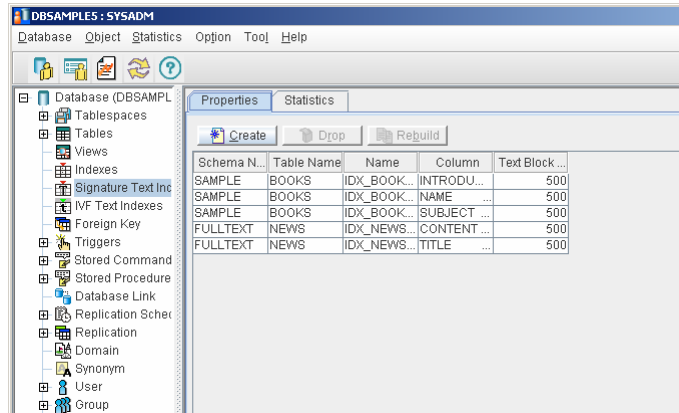 DBSAMPLE5 : SYSADM
Database Object Statistics Option Tool Help
Database (DBSAMPL
Tablespaces
Tables
Views
Indexes
Signature Text Inc
IVF Text Indexes
Foreign Key
Triggers
Stored Command
Stored Procedure
Database Link
Replication Sched
Replication
Domain
Synonym
User
Group
Properties Statistics
Create Drop Rebuild
Schema N... Table Name Name Column Text Block ...
SAMPLE BOOKS IDX_BOOK... INTRODU... 500
SAMPLE BOOKS IDX_BOOK... NAME ... 500
SAMPLE BOOKS IDX_BOOK... SUBJECT ... 500
FULLTEXT NEWS IDX_NEWS... CONTENT ... 500
FULLTEXT NEWS IDX_NEWS... TITLE ... 500